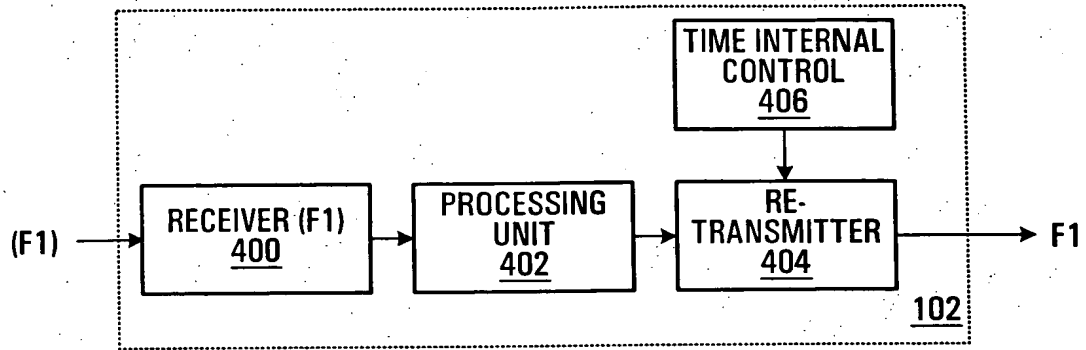 TIME INTERNAL
CONTROL
406
(F1)
RECEIVER (F1)
400
PROCESSING
UNIT
402
RE-
TRANSMITTER
404
F1
102